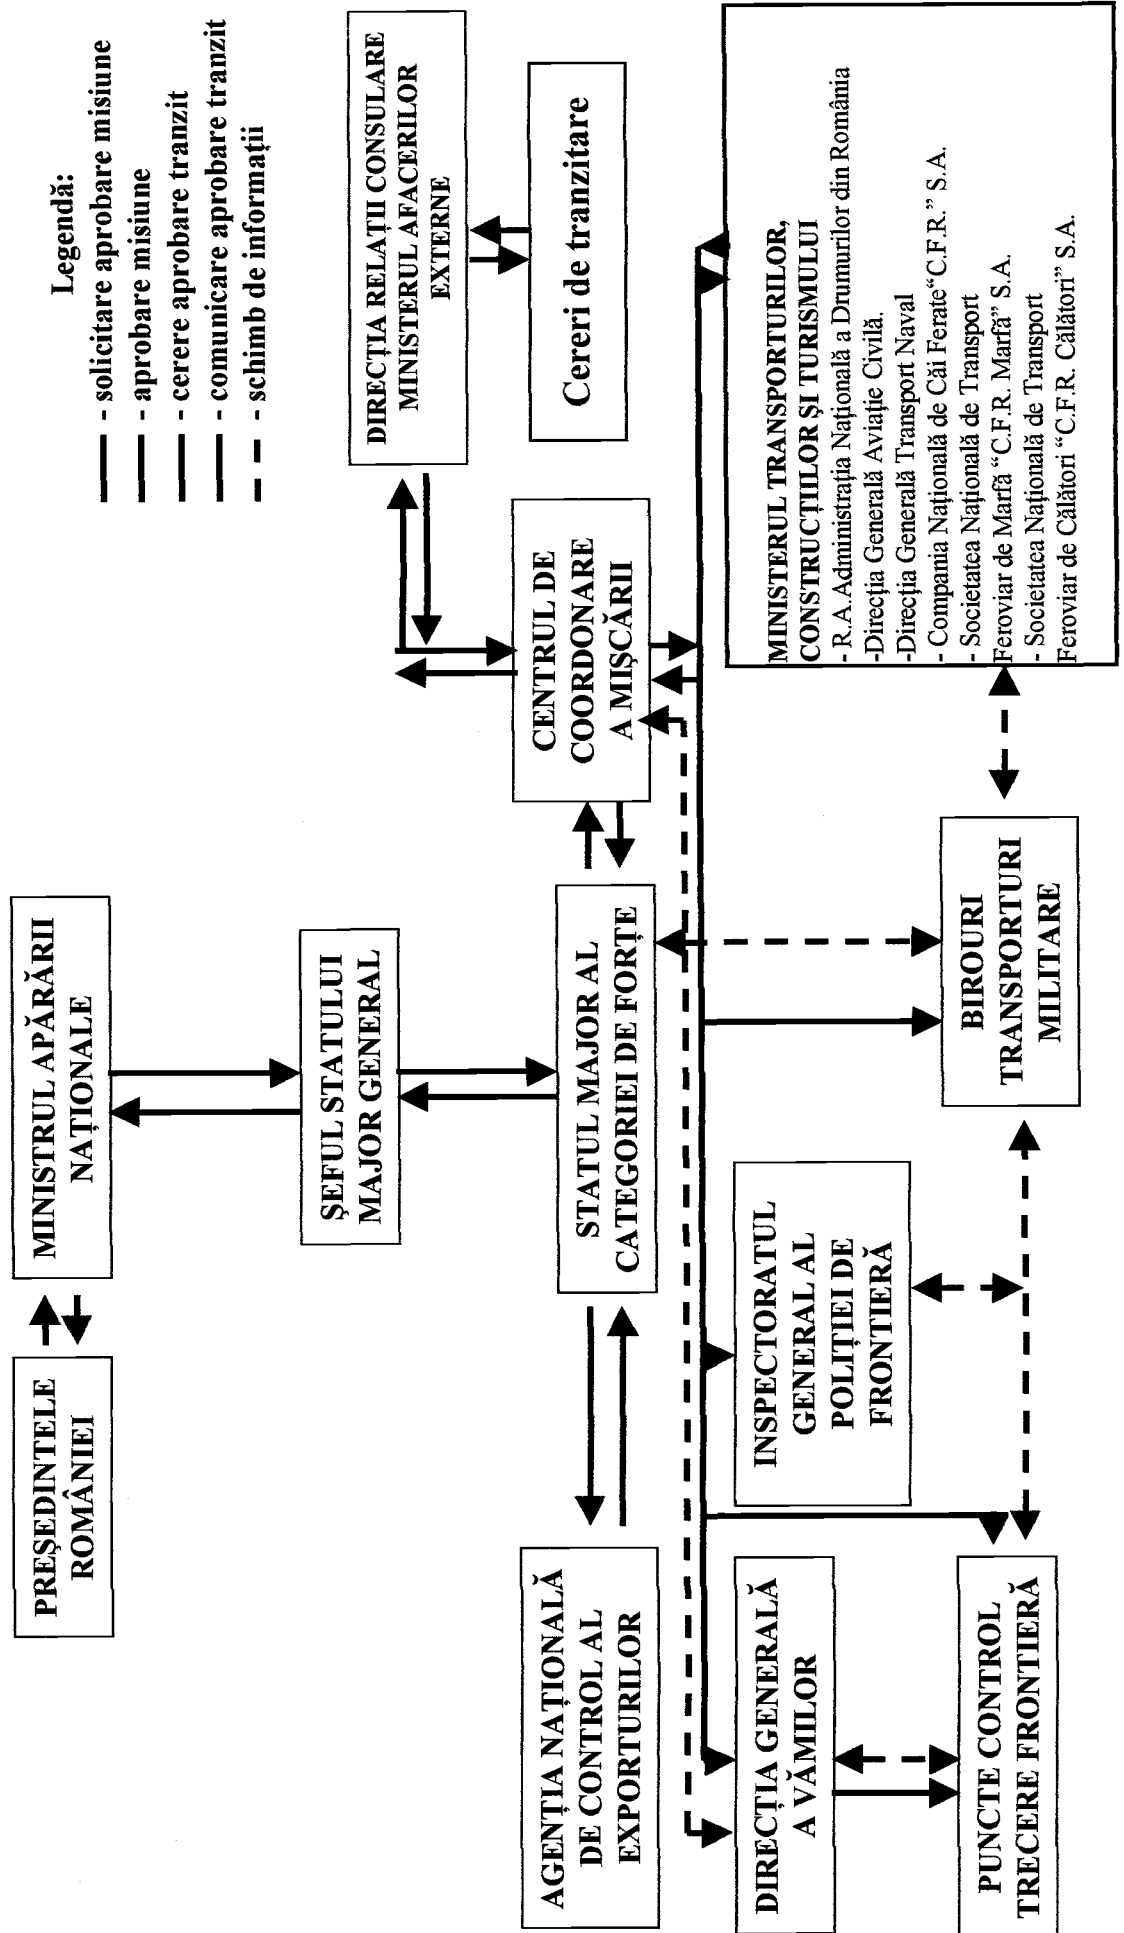 Legendă:
- solicitare aprobare misiune
- aprobare misiune
- cerere aprobare tranzit
- comunicare aprobare tranzit
- schimb de informații
PREȘEDINTELE
ROMÂNIEI
MINISTRUL APĂRĂRII
NAȚIONALE
ȘEFUL STATULUI
MAJOR GENERAL
DIRECȚIA RELAȚII CONSULARE
MINISTERUL AFACERILOR
EXTERNE
Cereri de tranzitare
AGENȚIA NAȚIONALĂ
DE CONTROL AL
EXPORTURILOR
STATUL MAJOR AL
CATEGORIEI DE FORȚE
CENTRUL DE
COORDONARE
A MIȘCĂRII
DIRECȚIA GENERALĂ
A VĂMILOR
INSPECTORATUL
GENERAL AL
POLIȚIEI DE
FRONTIERĂ
MINISTERUL TRANSPORTURILOR,
CONSTRUCȚIILOR ȘI TURISMULUI
- R.A.Administrația Națională a Drumurilor din România
-Direcția Generală Aviație Civilă.
-Direcția Generală Transport Naval
- Compania Națională de Căi Ferate“C.F.R.” S.A.
- Societatea Națională de Transport
Feroviar de Marfă “C.F.R. Marfă” S.A.
- Societatea Națională de Transport
Feroviar de Călători “C.F.R. Călători” S.A.
PUNCTE CONTROL
TRECERE FRONTIERĂ
BIROURI
TRANSPORTURI
MILITARE